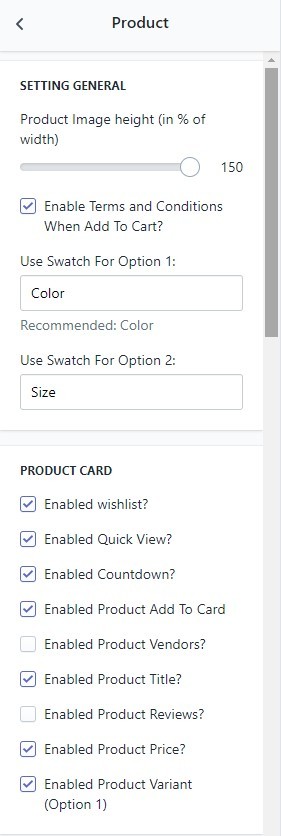 Product
SETTING GENERAL
Product Image height (in % of
width)
150
Enable Terms and Conditions
When Add To Cart?
Use Swatch For Option 1:
Color
Recommended: Color
Use Swatch For Option 2:
Size
PRODUCT CARD
Enabled wishlist?
Enabled Quick View?
Enabled Countdown?
Enabled Product Add To Card
Enabled Product Vendors?
Enabled Product Title?
Enabled Product Reviews?
Enabled Product Price?
Enabled Product Variant
(Option 1)